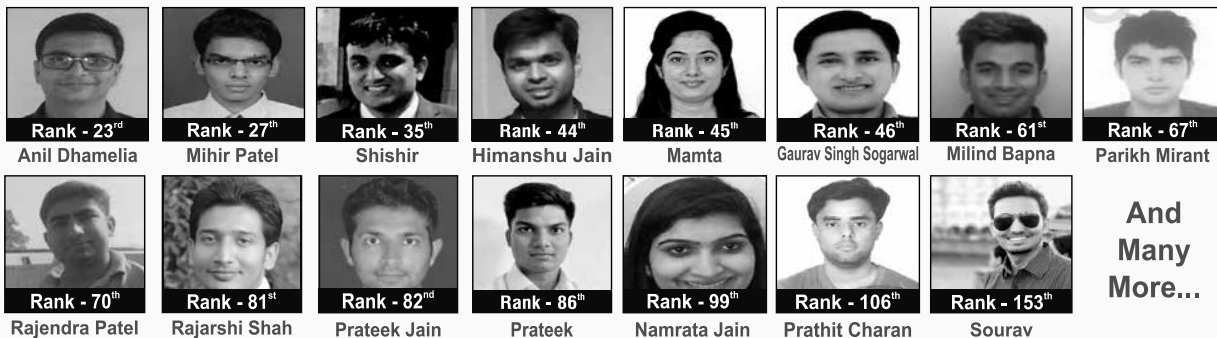 Rank - 23rd
Rank - 27th
Rank - 35th
Rank - 44th
Rank - 45th
Rank - 46th
Rank - 61st
Rank - 67th
Anil Dhamelia
Mihir Patel
Shishir
Himanshu Jain
Mamta
Gaurav Singh Sogarwal
Milind Bapna
Parikh Mirant
Rank - 70th
Rank - 81st
Rank - 82nd
Rank - 86th
Rank - 99th
Rank - 106th
Rank - 153th
And
Many
More...
Rajendra Patel
Rajarshi Shah
Prateek Jain
Prateek
Namrata Jain
Prathit Charan
Sourav